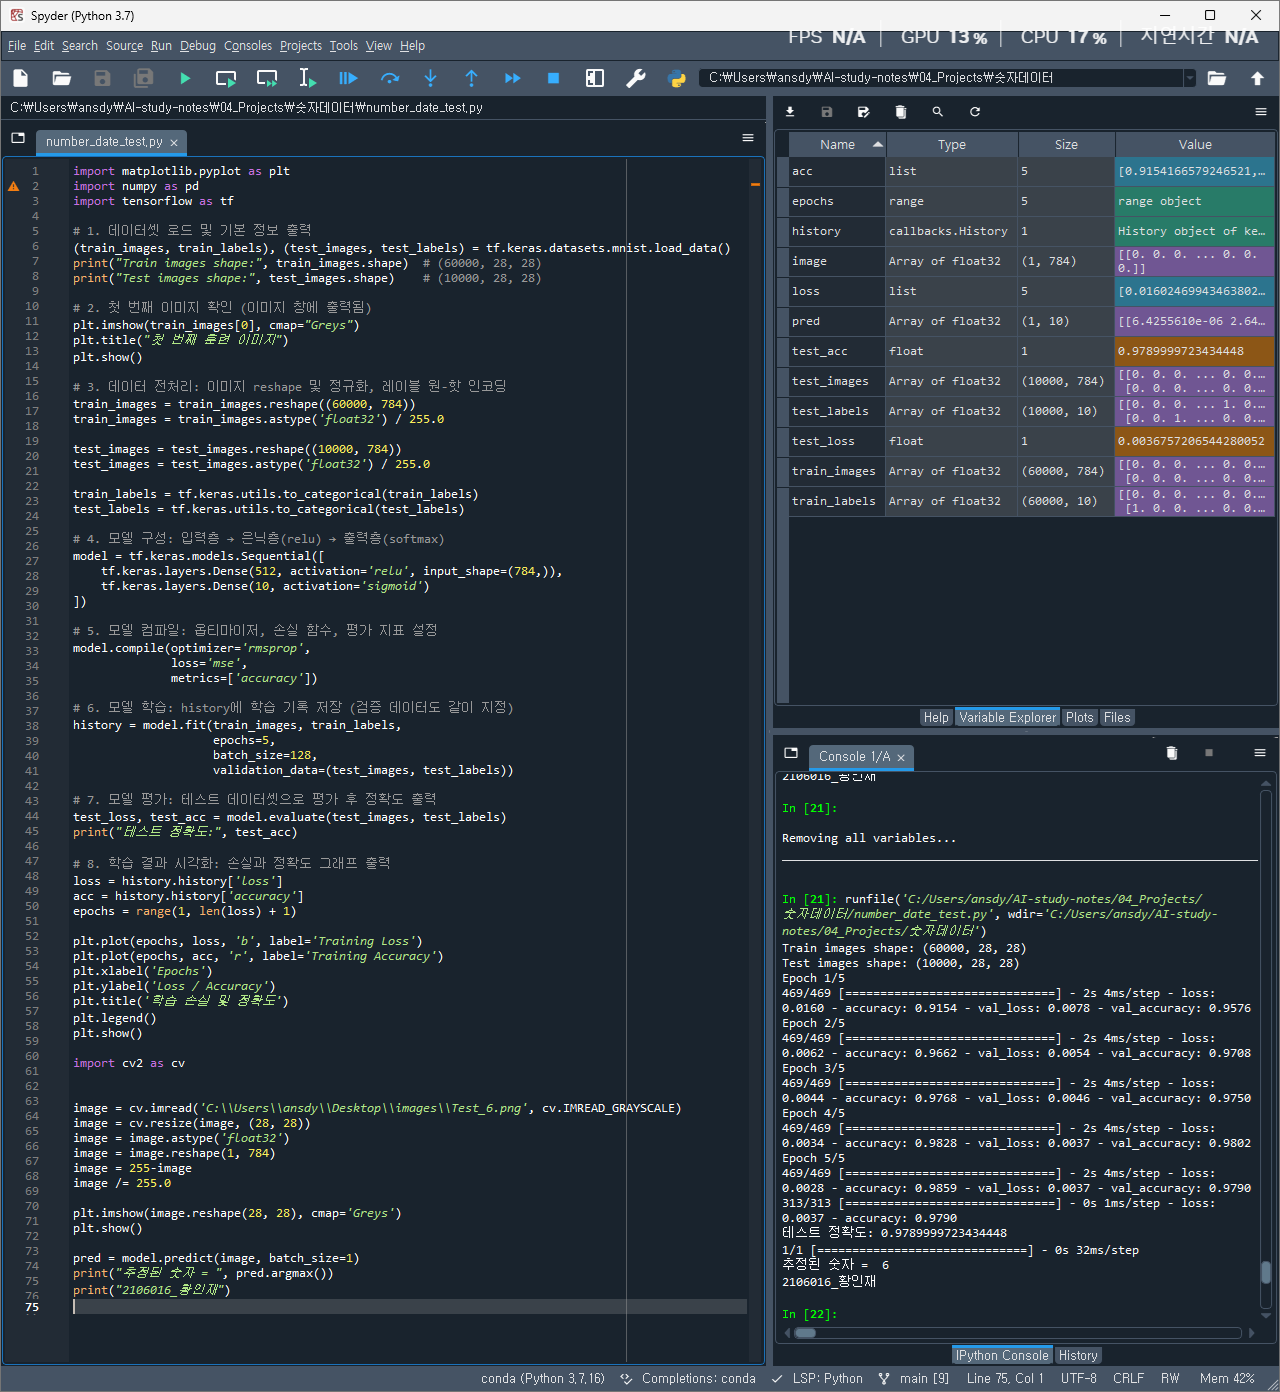 Spyder (Python 3.7)
FPS N/A | GPU 13 % | CPU 17 % | 지연시간 N/A
File Edit Search Source Run Debug Consoles Projects Tools View Help
C:₩Users₩ansdy₩AI-study-notes₩04_Projects₩숫자데이터
C:₩Users₩ansdy₩AI-study-notes₩04_Projects₩숫자데이터₩number_date_test.py
number_date_test.py
1 import matplotlib.pyplot as plt
2 import numpy as pd
3 import tensorflow as tf
4
5 # 1. 데이터셋 로드 및 기본 정보 출력
6 (train_images, train_labels), (test_images, test_labels) = tf.keras.datasets.mnist.load_data()
7 print("Train images shape:", train_images.shape) # (60000, 28, 28)
8 print("Test images shape:", test_images.shape) # (10000, 28, 28)
9
10 # 2. 첫 번째 이미지 확인 (이미지 창에 출력됨)
11 plt.imshow(train_images[0], cmap="Greys")
12 plt.title("첫 번째 훈련 이미지")
13 plt.show()
14
15 # 3. 데이터 전처리: 이미지 reshape 및 정규화, 레이블 원-핫 인코딩
16 train_images = train_images.reshape((60000, 784))
17 train_images = train_images.astype('float32') / 255.0
18
19 test_images = test_images.reshape((10000, 784))
20 test_images = test_images.astype('float32') / 255.0
21
22 train_labels = tf.keras.utils.to_categorical(train_labels)
23 test_labels = tf.keras.utils.to_categorical(test_labels)
24
25 # 4. 모델 구성: 입력층 → 은닉층(relu) → 출력층(softmax)
26
27 model = tf.keras.models.Sequential([
28 tf.keras.layers.Dense(512, activation='relu', input_shape=(784,)),
29 tf.keras.layers.Dense(10, activation='sigmoid')
30 ])
31
32 # 5. 모델 컴파일: 옵티마이저, 손실 함수, 평가 지표 설정
33 model.compile(optimizer='rmsprop',
34 loss='mse',
35 metrics=['accuracy'])
36
37 # 6. 모델 학습: history에 학습 기록 저장 (검증 데이터도 같이 지정)
38 history = model.fit(train_images, train_labels,
39 epochs=5,
40 batch_size=128,
41 validation_data=(test_images, test_labels))
42
43 # 7. 모델 평가: 테스트 데이터셋으로 평가 후 정확도 출력
44 test_loss, test_acc = model.evaluate(test_images, test_labels)
45 print("테스트 정확도:", test_acc)
46
47 # 8. 학습 결과 시각화: 손실과 정확도 그래프 출력
48 loss = history.history['loss']
49 acc = history.history['accuracy']
50 epochs = range(1, len(loss) + 1)
51
52 plt.plot(epochs, loss, 'b', label='Training Loss')
53 plt.plot(epochs, acc, 'r', label='Training Accuracy')
54 plt.xlabel('Epochs')
55 plt.ylabel('Loss / Accuracy')
56 plt.title('학습 손실 및 정확도')
57 plt.legend()
58 plt.show()
59
60 import cv2 as cv
61
62
63 image = cv.imread('C:\\Users\\ansdy\\Desktop\\images\\Test_6.png', cv.IMREAD_GRAYSCALE)
64 image = cv.resize(image, (28, 28))
65 image = image.astype('float32')
66 image = image.reshape(1, 784)
67 image = 255-image
68 image /= 255.0
69
70 plt.imshow(image.reshape(28, 28), cmap='Greys')
71 plt.show()
72
73 pred = model.predict(image, batch_size=1)
74 print("추정된 숫자 = ", pred.argmax())
75 print("2106016_황인재")
76
75
Name Type Size Value
acc list 5 [0.9154166579246521,…
epochs range 5 range object
history callbacks.History 1 History object of ke…
image Array of float32 (1, 784) [[0. 0. 0. ... 0. 0. 0.]]
loss list 5 [0.01602469943463802…
pred Array of float32 (1, 10) [[6.4255610e-06 2.64…
test_acc float 1 0.9789999723434448
test_images Array of float32 (10000, 784) [[0. 0. 0. ... 0. 0.… [0. 0. 0. ... 0. 0.…
test_labels Array of float32 (10000, 10) [[0. 0. 0. ... 1. 0.… [0. 0. 1. ... 0. 0.…
test_loss float 1 0.0036757206544280052
train_images Array of float32 (60000, 784) [[0. 0. 0. ... 0. 0.… [0. 0. 0. ... 0. 0.…
train_labels Array of float32 (60000, 10) [[0. 0. 0. ... 0. 0.… [1. 0. 0. ... 0. 0.…
Help Variable Explorer Plots Files
Console 1/A
2106016_황인재
In [21]:
Removing all variables...
In [21]: runfile('C:/Users/ansdy/AI-study-notes/04_Projects/
숫자데이터/number_date_test.py', wdir='C:/Users/ansdy/AI-study-
notes/04_Projects/숫자데이터')
Train images shape: (60000, 28, 28)
Test images shape: (10000, 28, 28)
Epoch 1/5
469/469 [==============================] - 2s 4ms/step - loss:
0.0160 - accuracy: 0.9154 - val_loss: 0.0078 - val_accuracy: 0.9576
Epoch 2/5
469/469 [==============================] - 2s 4ms/step - loss:
0.0062 - accuracy: 0.9662 - val_loss: 0.0054 - val_accuracy: 0.9708
Epoch 3/5
469/469 [==============================] - 2s 4ms/step - loss:
0.0044 - accuracy: 0.9768 - val_loss: 0.0046 - val_accuracy: 0.9750
Epoch 4/5
469/469 [==============================] - 2s 4ms/step - loss:
0.0034 - accuracy: 0.9828 - val_loss: 0.0037 - val_accuracy: 0.9802
Epoch 5/5
469/469 [==============================] - 2s 4ms/step - loss:
0.0028 - accuracy: 0.9859 - val_loss: 0.0037 - val_accuracy: 0.9790
313/313 [==============================] - 0s 1ms/step - loss:
0.0037 - accuracy: 0.9790
테스트 정확도: 0.9789999723434448
1/1 [==============================] - 0s 32ms/step
추정된 숫자 =  6
2106016_황인재
In [22]:
IPython Console History
conda (Python 3.7.16) Completions: conda LSP: Python main [9] Line 75, Col 1 UTF-8 CRLF RW Mem 42%